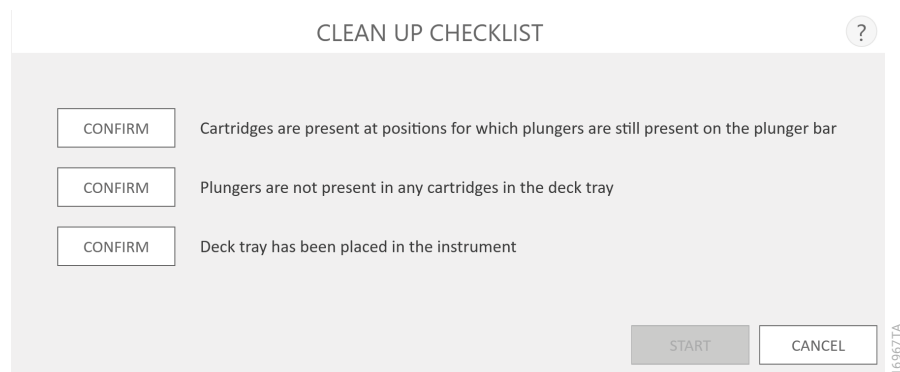 CLEAN UP CHECKLIST
?
CONFIRM Cartridges are present at positions for which plungers are still present on the plunger bar
CONFIRM Plungers are not present in any cartridges in the deck tray
CONFIRM Deck tray has been placed in the instrument
START CANCEL